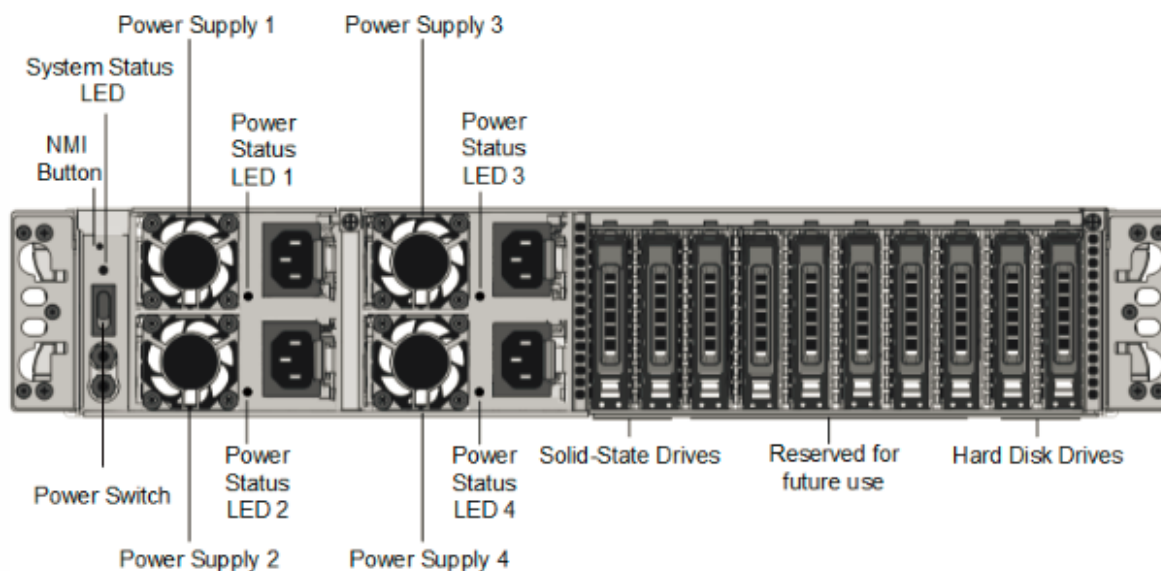 Power Supply 1
Power Supply 3
System Status
LED
Power
Status
LED 1
Power
Status
LED 3
NMI
Button
Solid-State Drives
Reserved for
future use
Hard Disk Drives
Power
Status
LED 2
Power
Status
LED 4
Power Switch
Power Supply 2
Power Supply 4